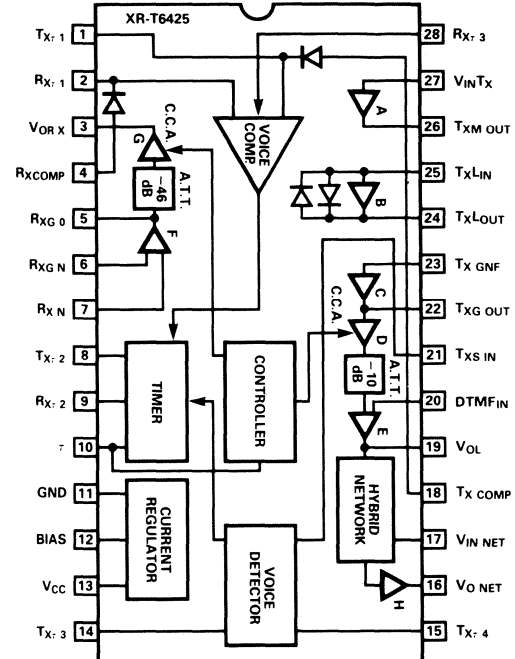 XR-T6425
TXτ 1 1
RXτ 1 2
VOR X 3
RXCOMP 4
RXG 0 5
RXG N 6
RX N 7
TXτ 2 8
RXτ 2 9
τ 10
GND 11
BIAS 12
VCC 13
TXτ 3 14
28 RXτ 3
27 VINTX
26 TXM OUT
25 TXLIN
24 TXLOUT
23 TX GNF
22 TXG OUT
21 TXS IN
20 DTMFIN
19 VOL
18 TX COMP
17 VIN NET
16 VO NET
15 TXτ 4
C.C.A.
G
A.T.T.
−46
dB
F
VOICE
COMP.
A
B
C
C.C.A.
D
A.T.T.
−10
dB
E
TIMER
CONTROLLER
HYBRID
NETWORK
CURRENT
REGULATOR
VOICE
DETECTOR
H